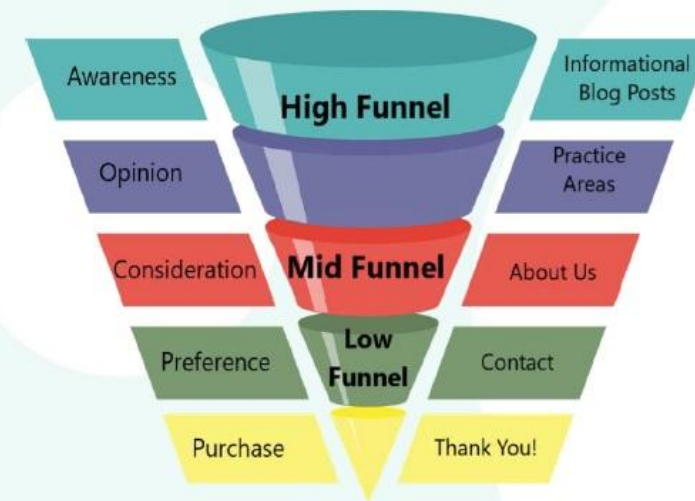 Awareness
High Funnel
Informational
Blog Posts
Opinion
Practice
Areas
Consideration
Mid Funnel
About Us
Preference
Low
Funnel
Contact
Purchase
Thank You!